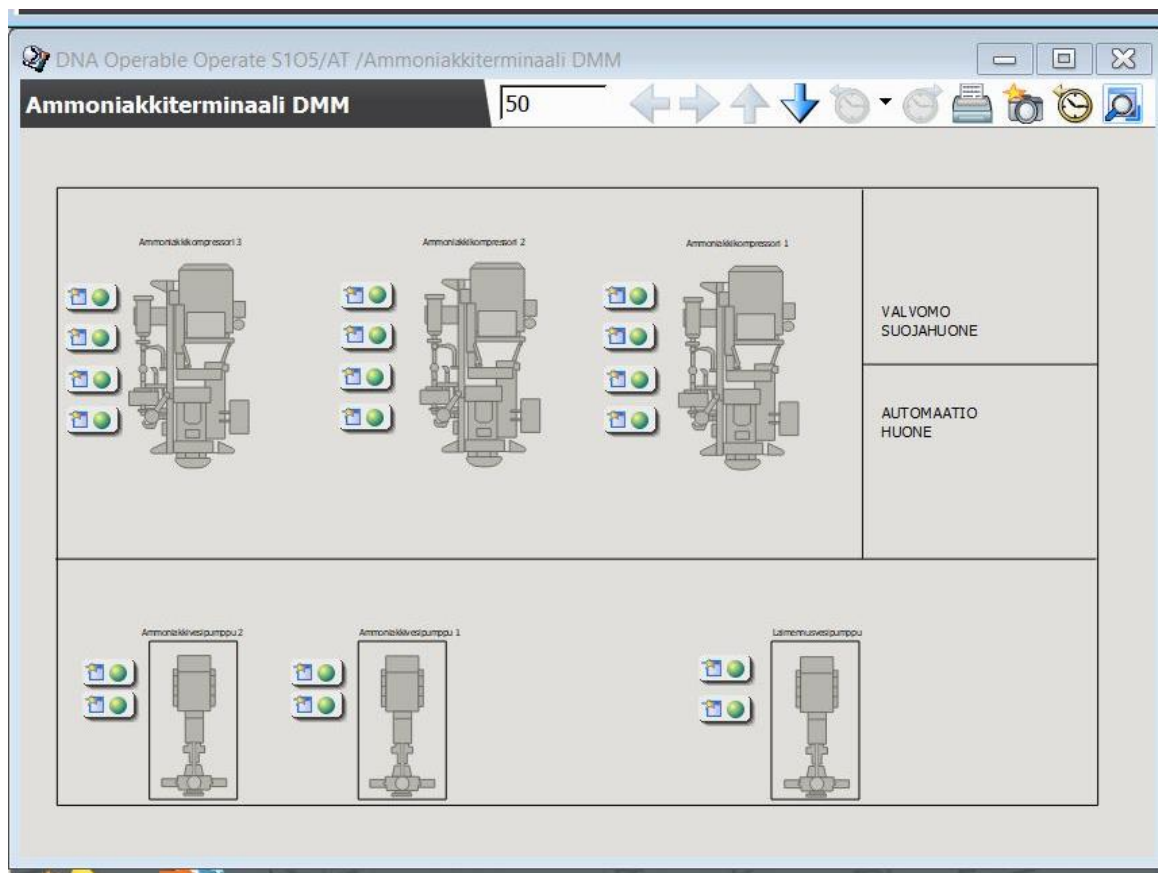 DNA Operable Operate S1O5/AT /Ammoniakkiterminaali DMM
Ammoniakkiterminaali DMM
50
Ammoniakkikompressori 3
Ammoniakkikompressori 2
Ammoniakkikompressori 1
VALVOMO
SUOJAHUONE
AUTOMAATIO
HUONE
Ammoniakkivesipumppu 2
Ammoniakkivesipumppu 1
Laimennusvesipumppu